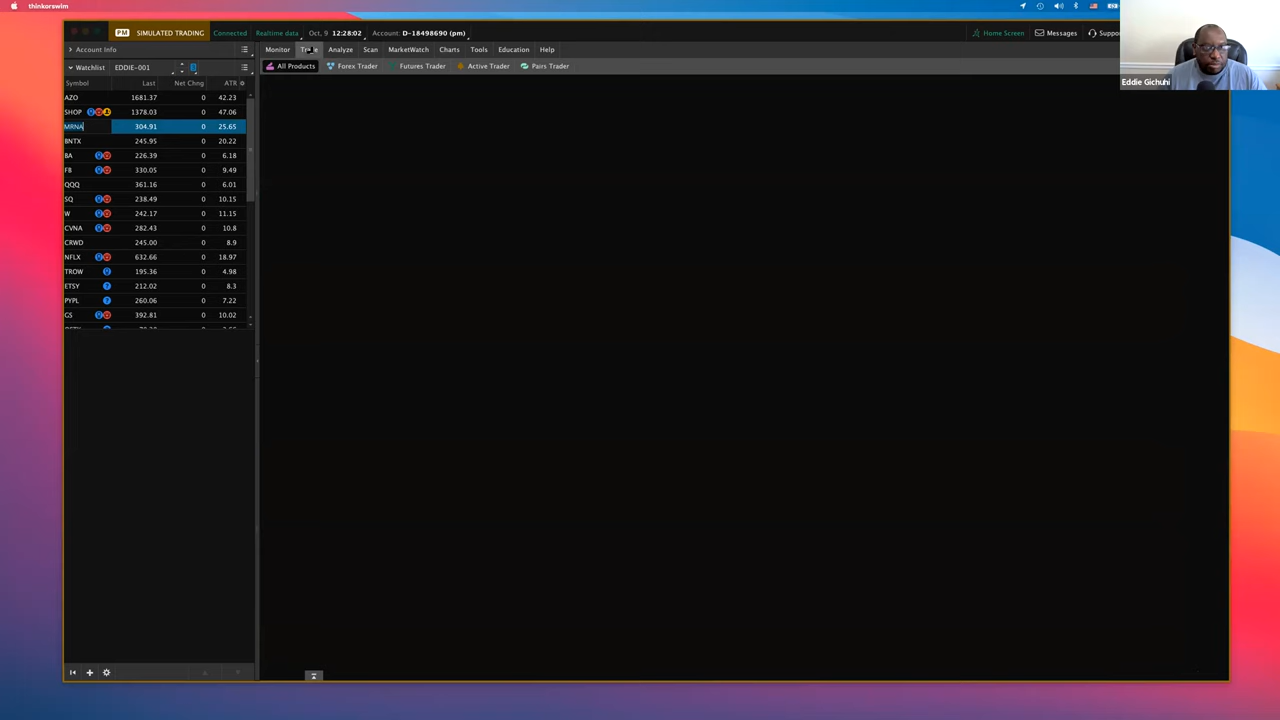 thinkorswim
PM SIMULATED TRADING Connected Realtime data Oct, 9 12:28:02 Account: D-18498690 (pm) Home Screen Messages
Account Info Monitor Analyze Scan MarketWatch Charts Tools Education Help
Watchlist EDDIE-001 All Products Forex Trader Futures Trader Active Trader Pairs Trader
Eddie Gichuhi
Symbol Last Net Chng ATR
AZO 1681.37 0 42.23
SHOP 1378.03 0 47.06
MRNA 304.91 0 25.65
BNTX 245.95 0 20.22
BA 226.39 0 6.18
FB 330.05 0 9.49
QQQ 361.16 0 6.01
SQ 238.49 0 10.15
W 242.17 0 11.15
CVNA 282.43 0 10.8
CRWD 245.00 0 8.9
NFLX 632.66 0 18.97
TROW 195.36 0 4.98
ETSY 212.02 0 8.3
PYPL 260.06 0 7.22
GS 392.81 0 10.02